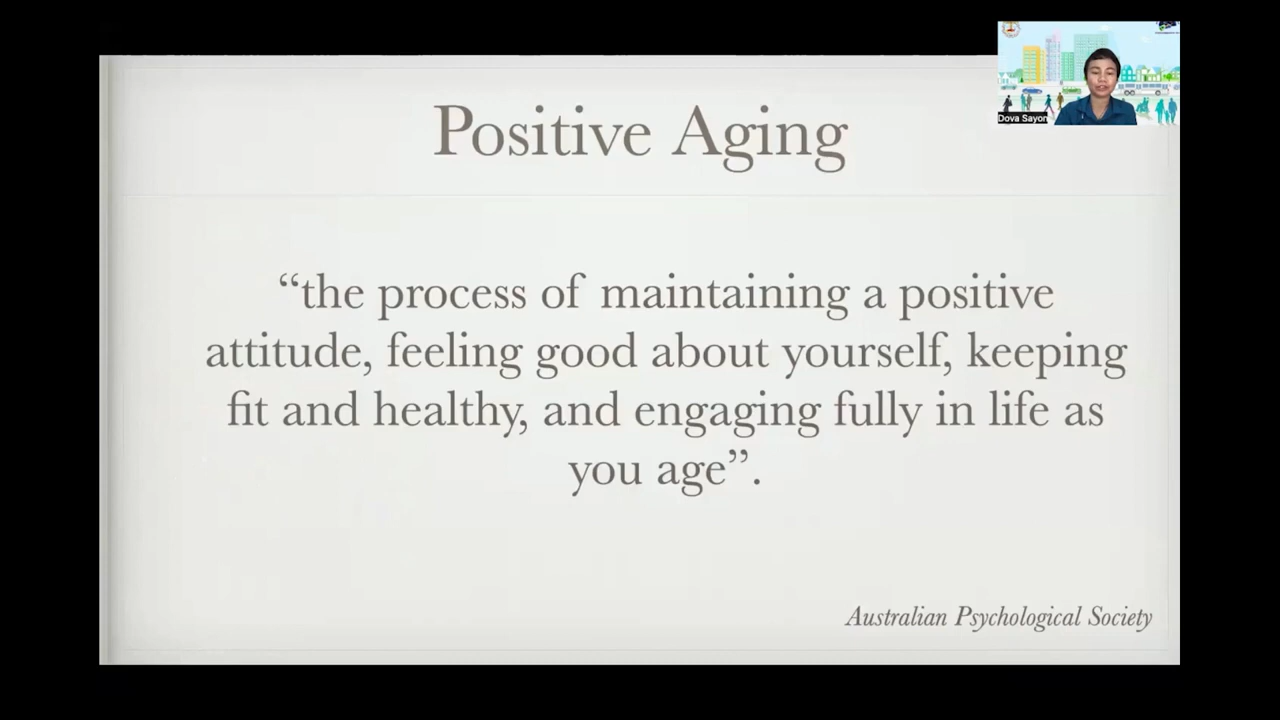 Positive Aging
“the process of maintaining a positive
attitude, feeling good about yourself, keeping
fit and healthy, and engaging fully in life as
you age”.
Australian Psychological Society
Dova Sayon